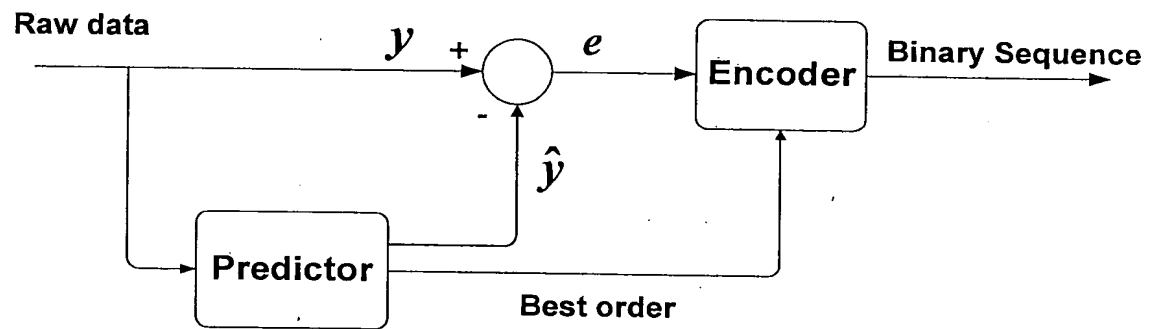 Raw data
y + e
Encoder
Binary Sequence
-
ŷ
Predictor
Best order